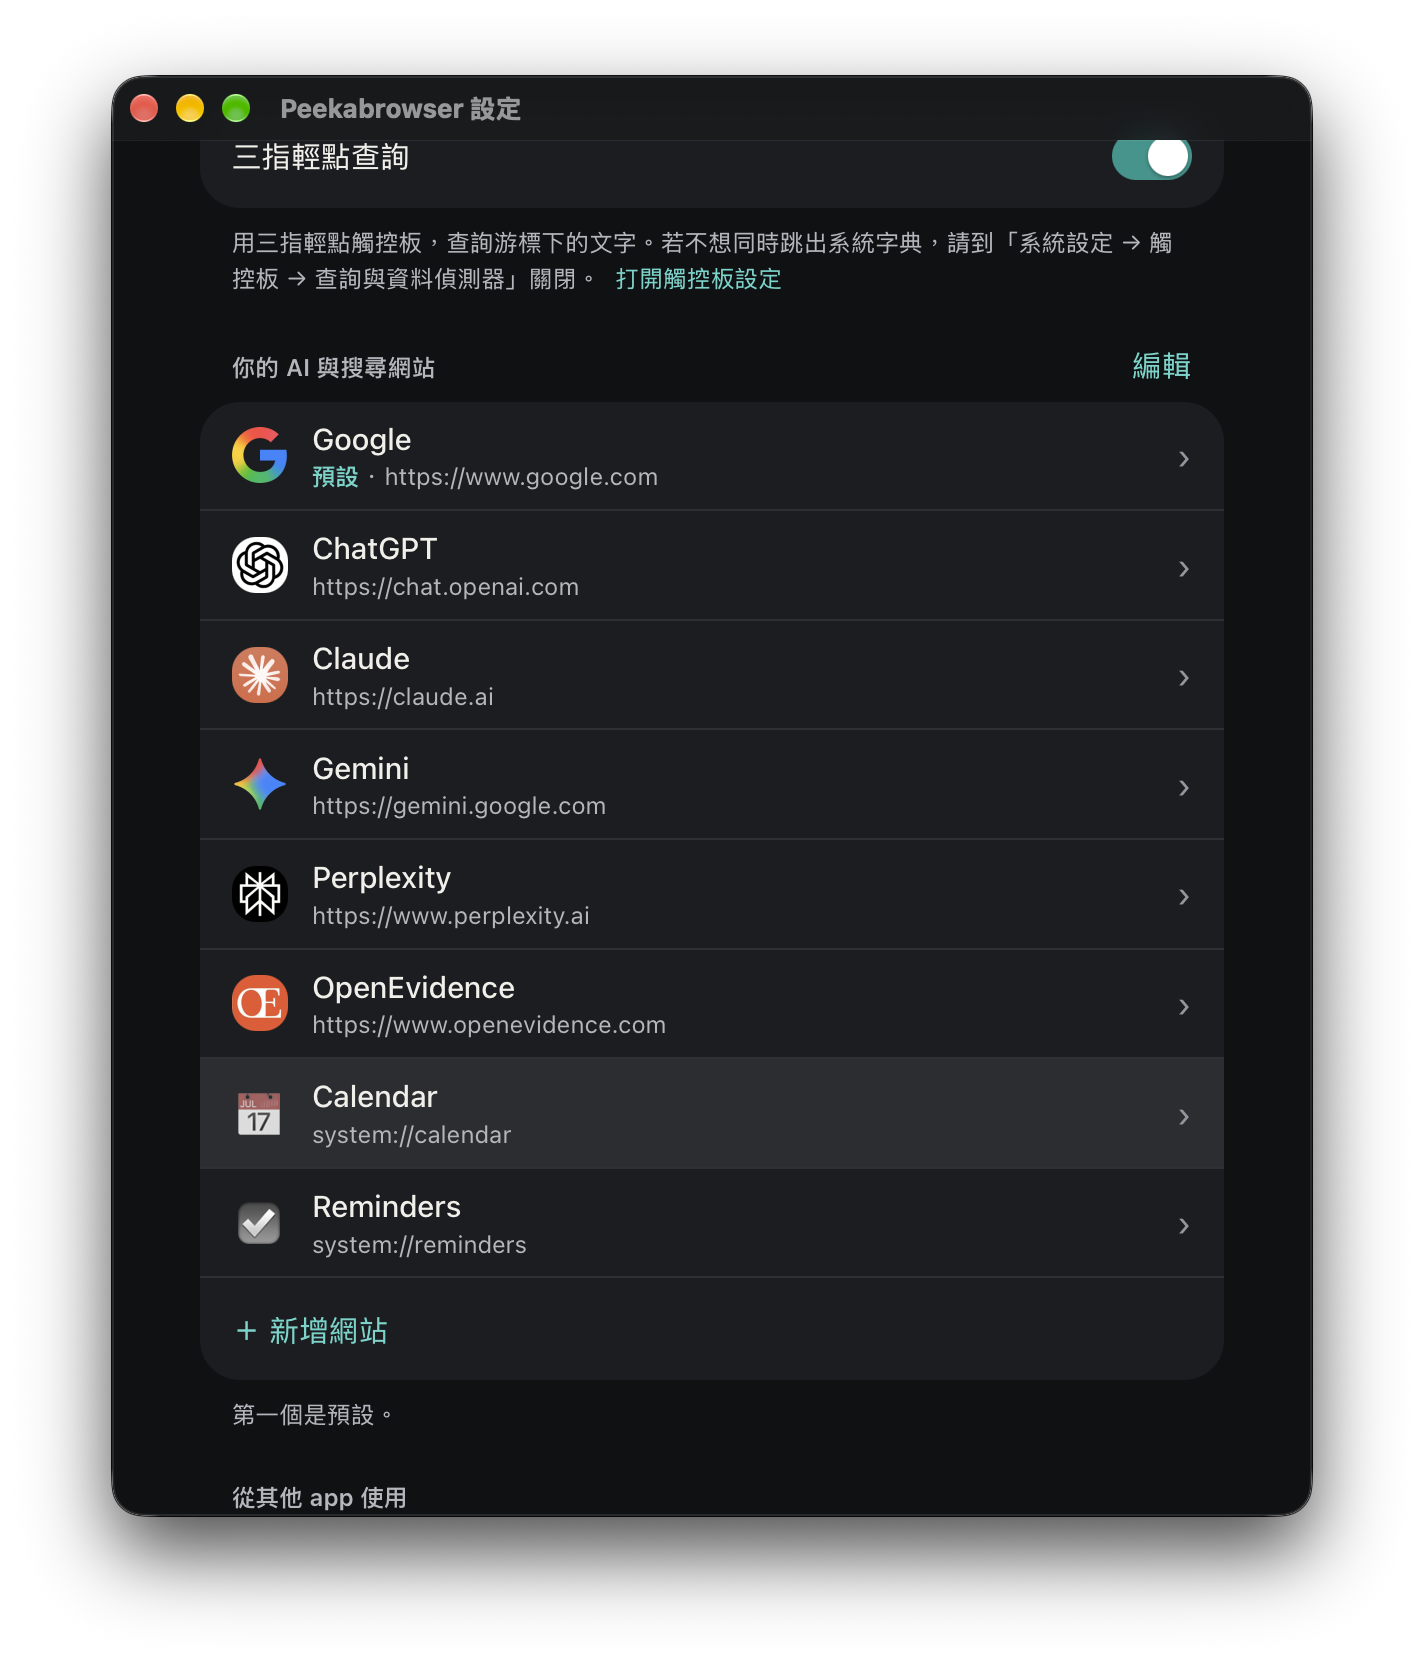 Peekabrowser 設定
三指輕點查詢
用三指輕點觸控板，查詢游標下的文字。若不想同時跳出系統字典，請到「系統設定 → 觸
控板 → 查詢與資料偵測器」關閉。 打開觸控板設定
你的 AI 與搜尋網站
編輯
Google
預設 · https://www.google.com
ChatGPT
https://chat.openai.com
Claude
https://claude.ai
Gemini
https://gemini.google.com
Perplexity
https://www.perplexity.ai
OpenEvidence
https://www.openevidence.com
JUL
17
Calendar
system://calendar
Reminders
system://reminders
+ 新增網站
第一個是預設。
從其他 app 使用